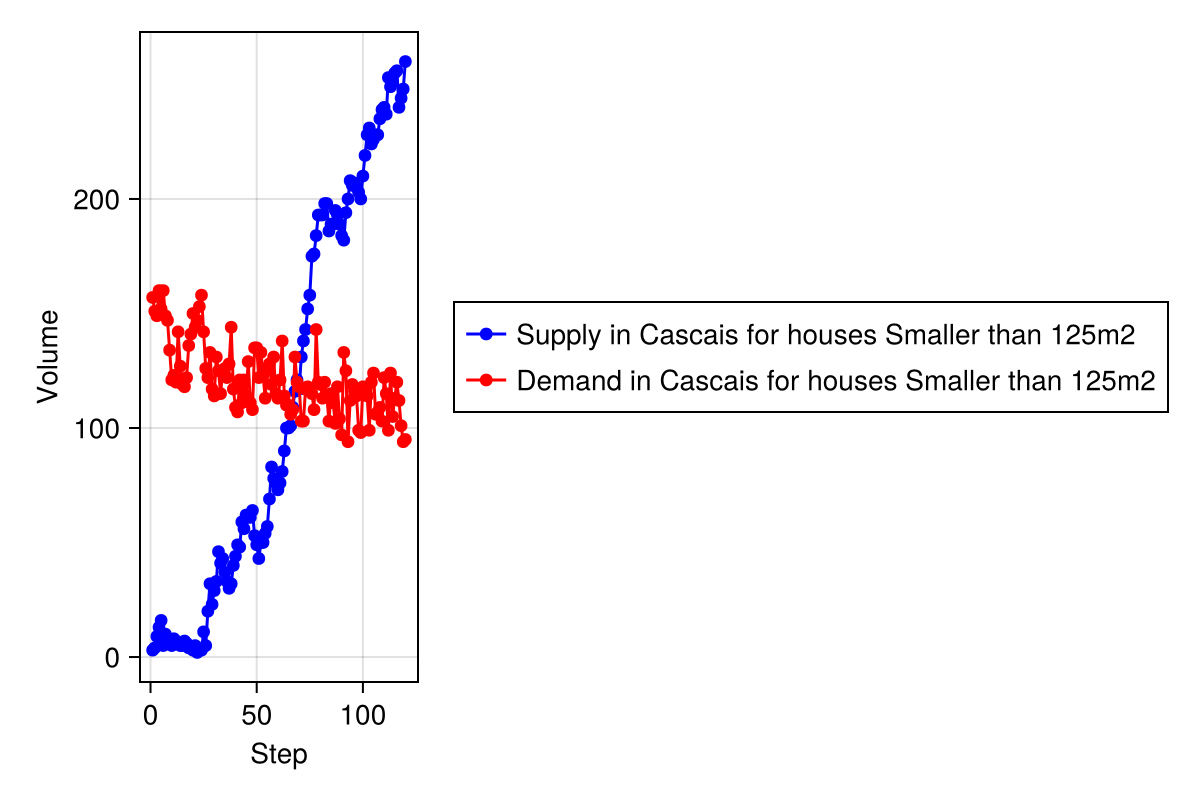 Volume
200
100
0
0 50 100
Step
Supply in Cascais for houses Smaller than 125m2
Demand in Cascais for houses Smaller than 125m2